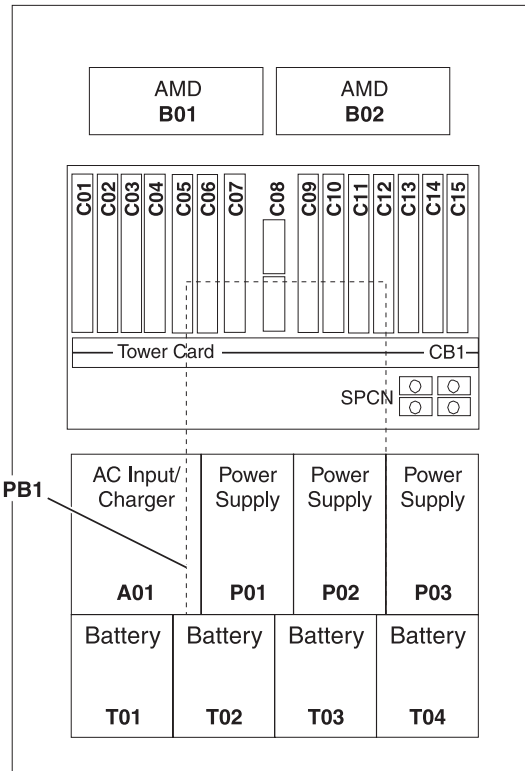 AMD
B01
AMD
B02
C01
C02
C03
C04
C05
C06
C07
C08
C09
C10
C11
C12
C13
C14
C15
Tower Card
CB1
SPCN
PB1
AC Input/
Charger
A01
Power
Supply
P01
Power
Supply
P02
Power
Supply
P03
Battery
T01
Battery
T02
Battery
T03
Battery
T04